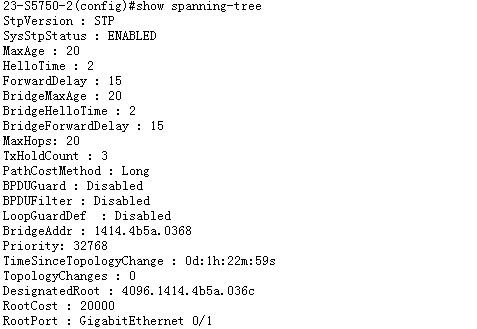 23-S5750-2(config)#show spanning-tree
StpVersion : STP
SysStpStatus : ENABLED
MaxAge : 20
HelloTime : 2
ForwardDelay : 15
BridgeMaxAge : 20
BridgeHelloTime : 2
BridgeForwardDelay : 15
MaxHops: 20
TxHoldCount : 3
PathCostMethod : Long
BPDUGuard : Disabled
BPDUFilter : Disabled
LoopGuardDef  : Disabled
BridgeAddr : 1414.4b5a.0368
Priority: 32768
TimeSinceTopologyChange : 0d:1h:22m:59s
TopologyChanges : 0
DesignatedRoot : 4096.1414.4b5a.036c
RootCost : 20000
RootPort : GigabitEthernet 0/1